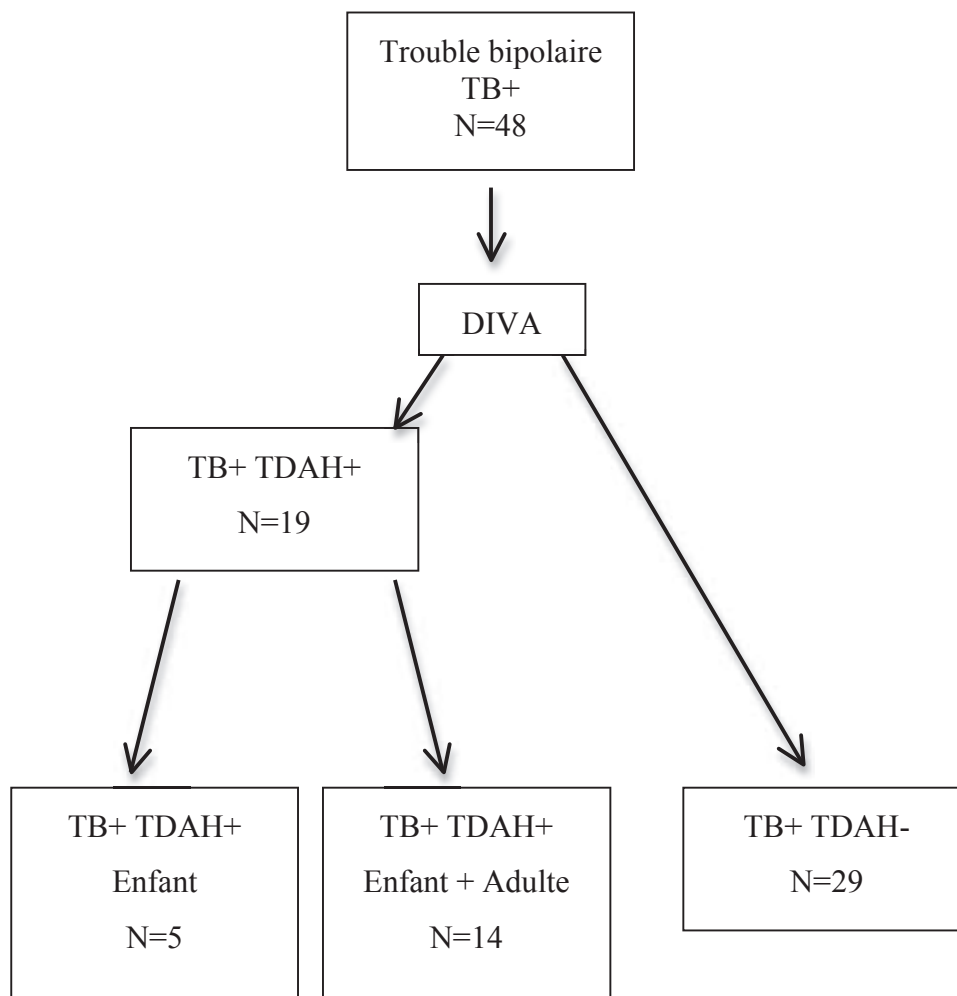 Trouble bipolaire
TB+
N=48
DIVA
TB+ TDAH+
N=19
TB+ TDAH+
Enfant
N=5
TB+ TDAH+
Enfant + Adulte
N=14
TB+ TDAH-
N=29